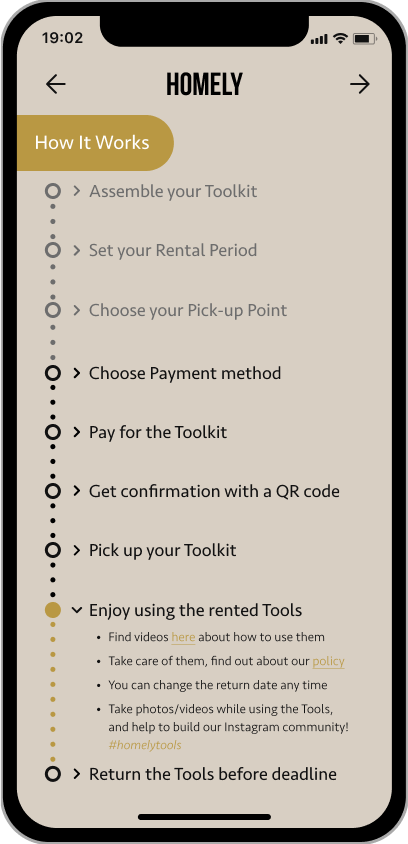 19:02
HOMELY
How It Works
Assemble your Toolkit
Set your Rental Period
Choose your Pick-up Point
Choose Payment method
Pay for the Toolkit
Get confirmation with a QR code
Pick up your Toolkit
Enjoy using the rented Tools
• Find videos here about how to use them
• Take care of them, find out about our policy
• You can change the return date any time
• Take photos/videos while using the Tools,
and help to build our Instagram community!
#homelytools
Return the Tools before deadline